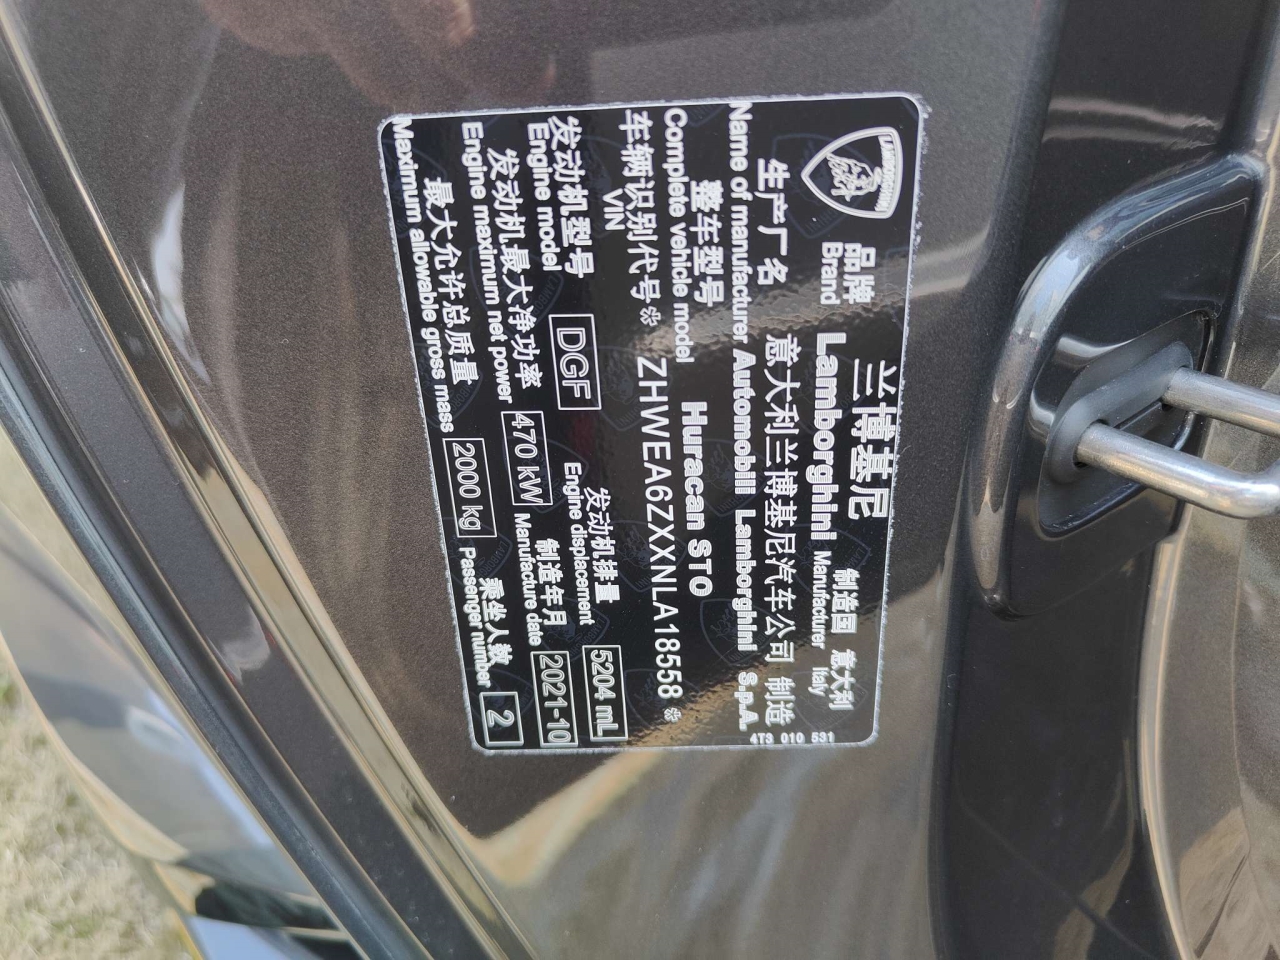 LAMBORGHINI
品牌 兰博基尼 制造国 意大利
Brand Lamborghini Manufacturer Italy
生产厂名 意大利兰博基尼汽车公司 制造
Name of manufacturer Automobili Lamborghini S.p.A.
整车型号 Huracan STO
Complete vehicle model
车辆识别代号 ZHWEA6ZXXNLA18558
VIN
发动机型号 DGF 发动机排量 5204 mL
Engine model Engine displacement
发动机最大净功率 470 kW 制造年月 2021-10
Engine maximum net power Manufacture date
最大允许总质量 2000 kg 乘坐人数 2
Maximum allowable gross mass Passenger number
4T3 010 531